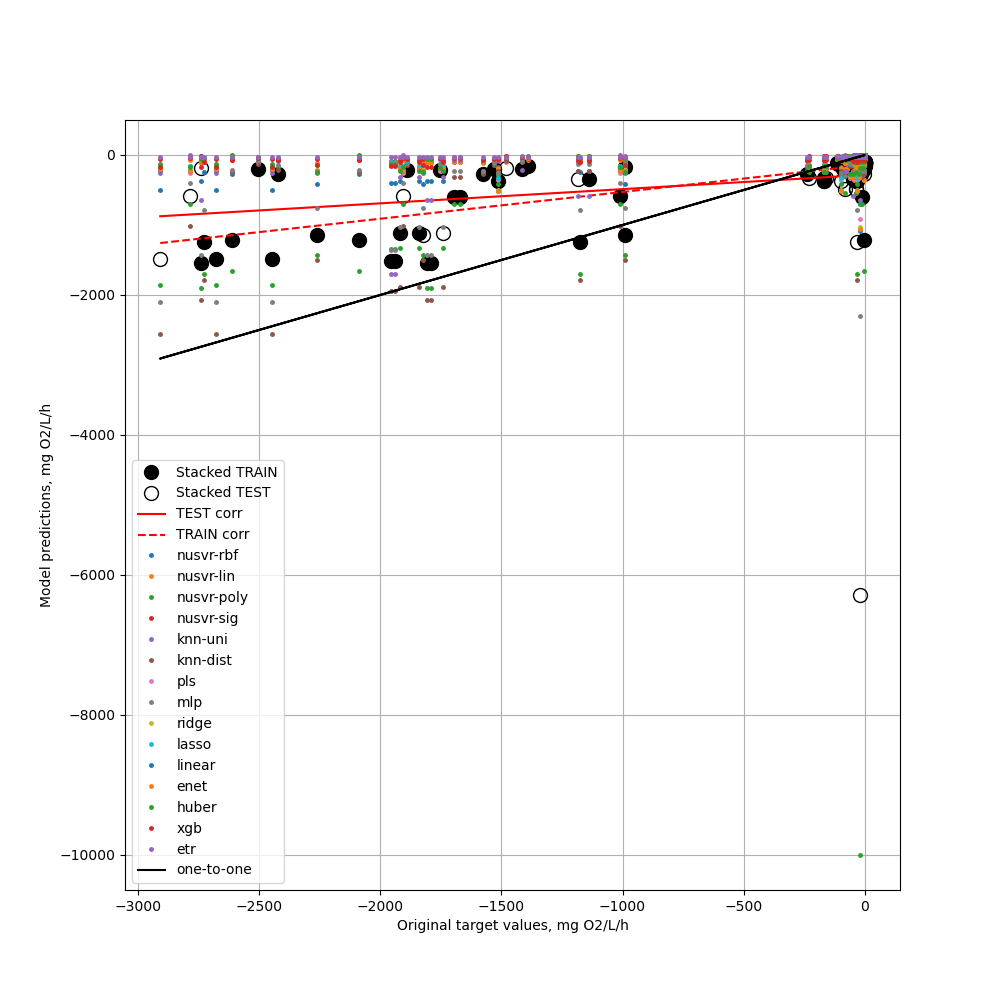 0
−2000
−4000
−6000
−8000
−10000
Model predictions, mg O2/L/h
Stacked TRAIN
Stacked TEST
TEST corr
TRAIN corr
nusvr-rbf
nusvr-lin
nusvr-poly
nusvr-sig
knn-uni
knn-dist
pls
mlp
ridge
lasso
linear
enet
huber
xgb
etr
one-to-one
−3000 −2500 −2000 −1500 −1000 −500 0
Original target values, mg O2/L/h